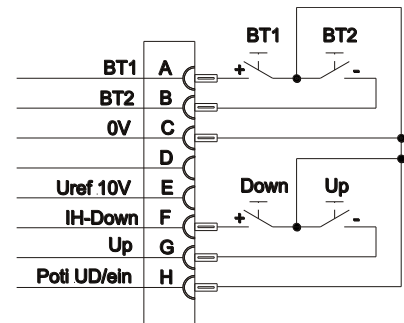 BT1 BT2
BT1 A + -
BT2 B
0V C
D
Uref 10V E Down Up
IH-Down F + -
Up G
Poti UD/ein H